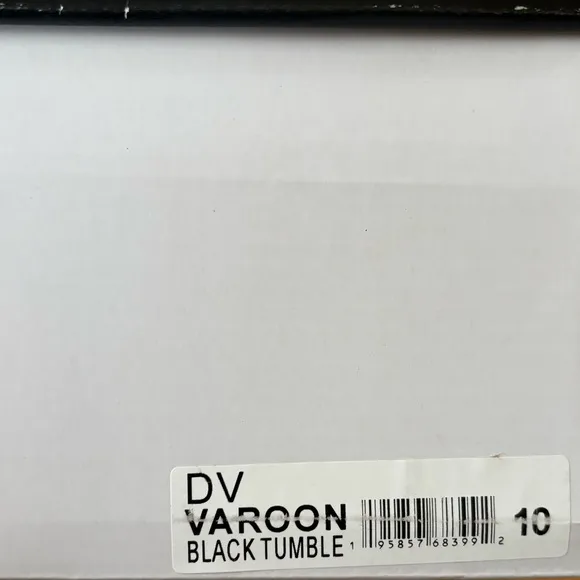 DV
VAROON
BLACK TUMBLE
1 95857 68399 2
10